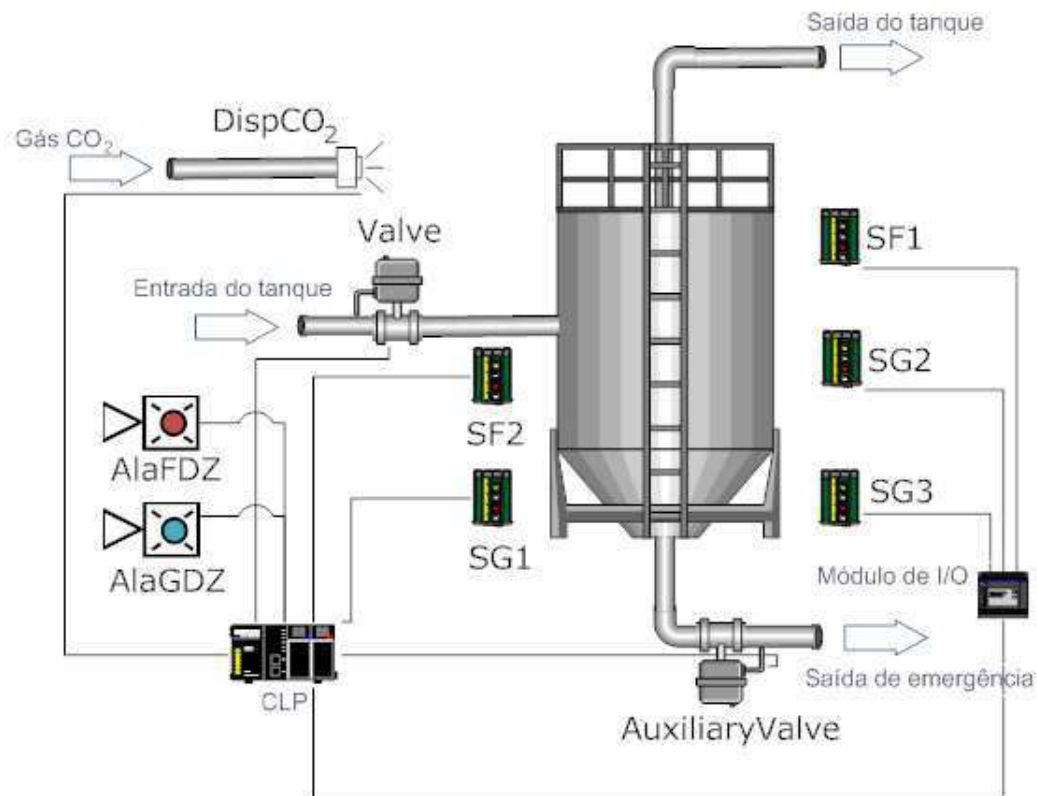 Saída do tanque
DispCO₂
Gás CO₂
Valve
SF1
Entrada do tanque
SG2
SF2
AlaFDZ
SG3
SG1
AlaGDZ
Módulo de I/O
CLP
Saída de emergência
AuxiliaryValve